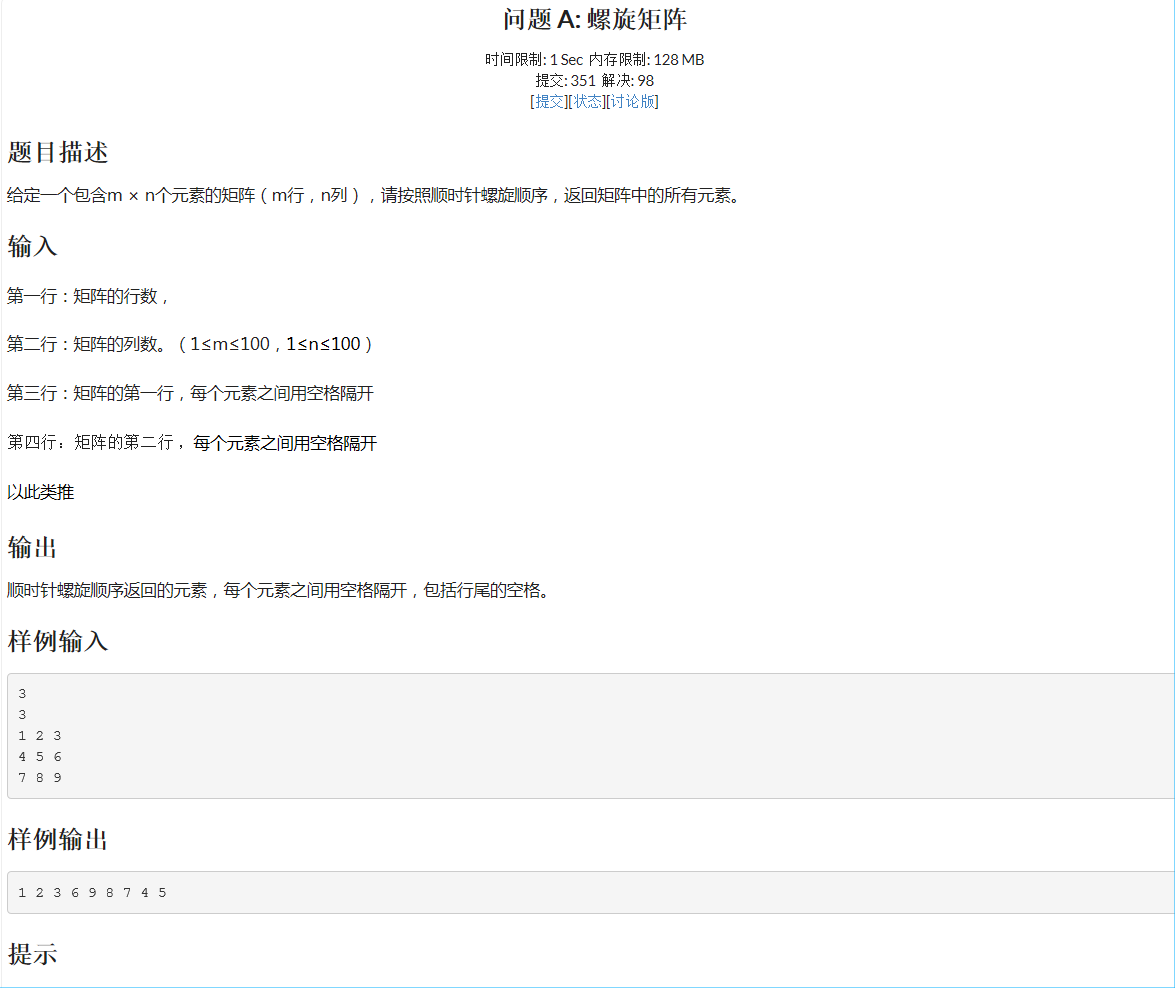 问题 A: 螺旋矩阵
时间限制: 1 Sec 内存限制: 128 MB
提交: 351 解决: 98
[提交][状态][讨论版]
题目描述
给定一个包含m × n个元素的矩阵（m行，n列），请按照顺时针螺旋顺序，返回矩阵中的所有元素。
输入
第一行：矩阵的行数，
第二行：矩阵的列数。（1≤m≤100，1≤n≤100）
第三行：矩阵的第一行，每个元素之间用空格隔开
第四行：矩阵的第二行，每个元素之间用空格隔开
以此类推
输出
顺时针螺旋顺序返回的元素，每个元素之间用空格隔开，包括行尾的空格。
样例输入
3
3
1 2 3
4 5 6
7 8 9
样例输出
1 2 3 6 9 8 7 4 5
提示